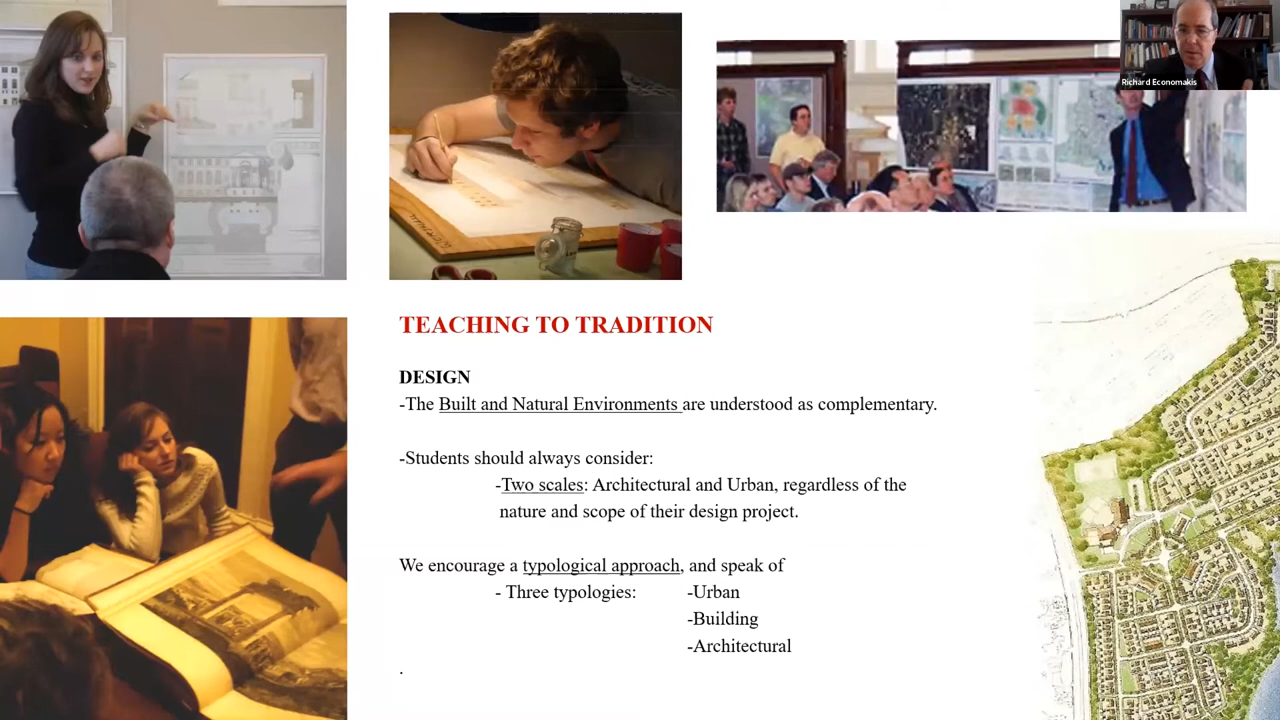 Richard Economakis
TEACHING TO TRADITION
DESIGN
-The Built and Natural Environments are understood as complementary.
-Students should always consider:
-Two scales: Architectural and Urban, regardless of the
nature and scope of their design project.
We encourage a typological approach, and speak of
- Three typologies: -Urban
-Building
-Architectural
.